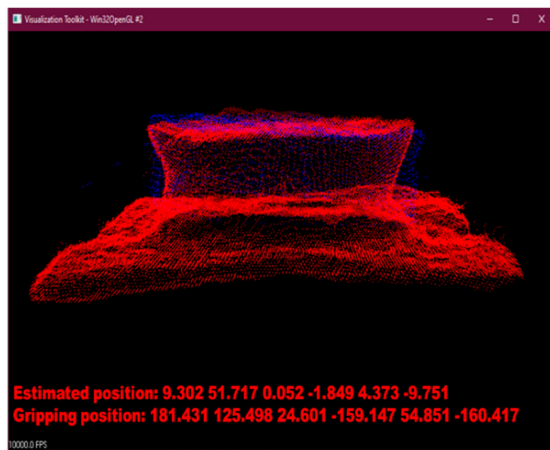 Visualization Toolkit - Win32OpenGL #2
Estimated position: 9.302 51.717 0.052 -1.849 4.373 -9.751
Gripping position: 181.431 125.498 24.601 -159.147 54.851 -160.417
10000.0 FPS